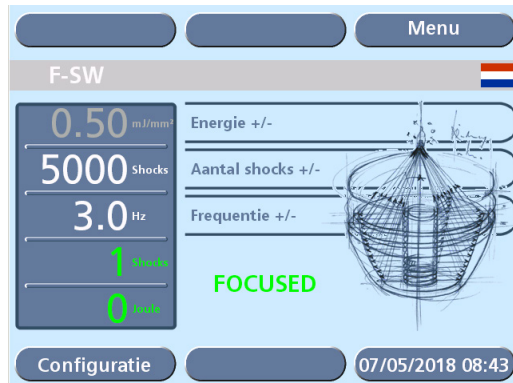 Menu
F-SW
0.50 mJ/mm²
Energie +/-
5000 Shocks
Aantal shocks +/-
3.0 Hz
Frequentie +/-
1 Shocks
0 Joule
FOCUSED
Configuratie
07/05/2018 08:43